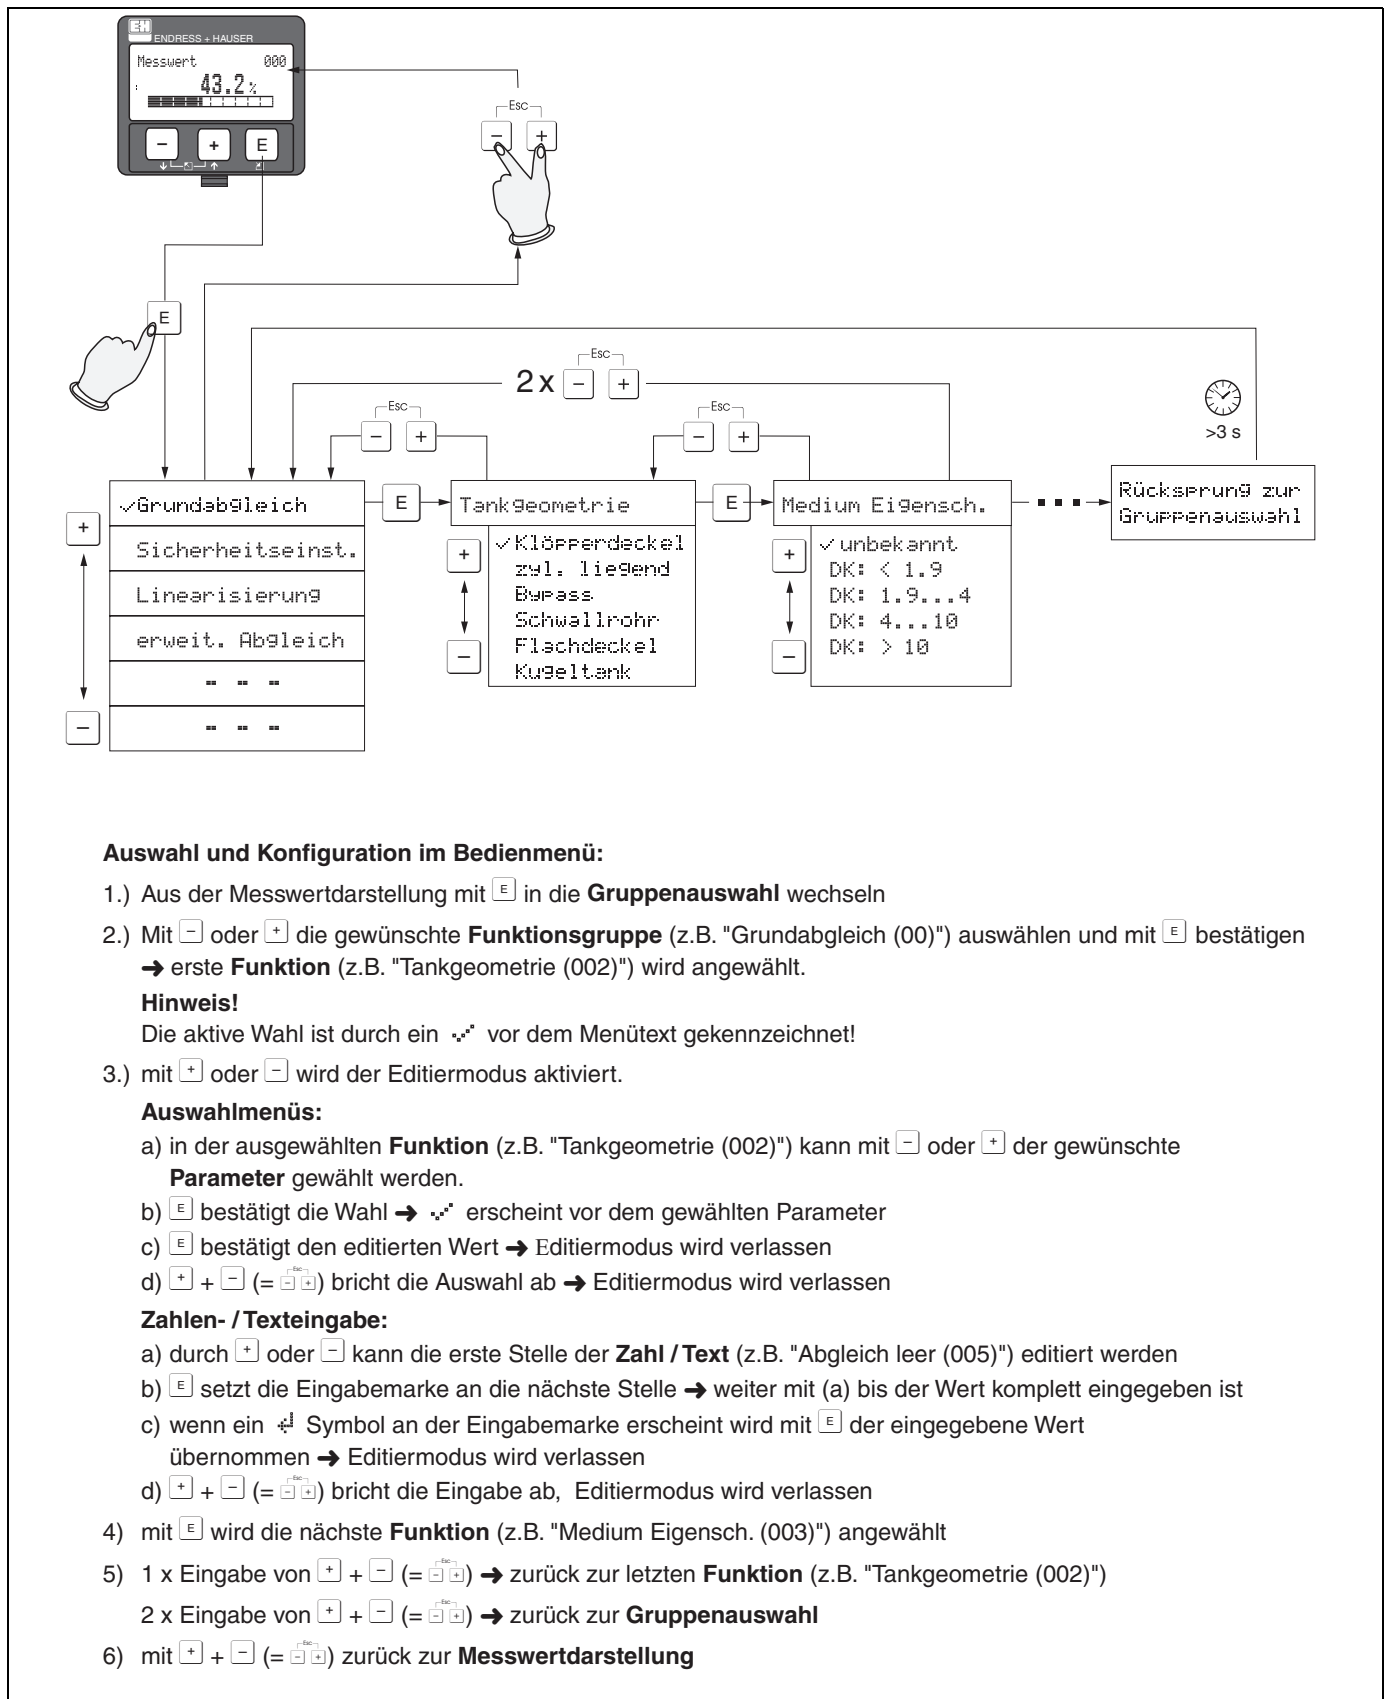 EH
ENDRESS + HAUSER
Messwert 000
43.2%
– + E
Esc
– +
E
Esc
2 x – +
Esc
– +
Esc
– +
>3 s
✓Grundabgleich
Sicherheitseinst.
Linearisierung
erweit. Abgleich
- - -
- - -
+
–
E
Tankgeometrie
✓Klöpperdeckel
zyl. liegend
Bypass
Schwallrohr
Flachdeckel
Kugeltank
+
–
E
Medium Eigensch.
✓unbekannt
DK: < 1.9
DK: 1.9...4
DK: 4...10
DK: > 10
+
–
Rücksprung zur
Gruppenauswahl
Auswahl und Konfiguration im Bedienmenü:
1.) Aus der Messwertdarstellung mit E in die Gruppenauswahl wechseln
2.) Mit – oder + die gewünschte Funktionsgruppe (z.B. "Grundabgleich (00)") auswählen und mit E bestätigen
➜ erste Funktion (z.B. "Tankgeometrie (002)") wird angewählt.
Hinweis!
Die aktive Wahl ist durch ein ✓ vor dem Menütext gekennzeichnet!
3.) mit + oder – wird der Editiermodus aktiviert.
Auswahlmenüs:
a) in der ausgewählten Funktion (z.B. "Tankgeometrie (002)") kann mit – oder + der gewünschte
Parameter gewählt werden.
b) E bestätigt die Wahl ➜ ✓ erscheint vor dem gewählten Parameter
c) E bestätigt den editierten Wert ➜ Editiermodus wird verlassen
d) + + – (= Esc – +) bricht die Auswahl ab ➜ Editiermodus wird verlassen
Zahlen- / Texteingabe:
a) durch + oder – kann die erste Stelle der Zahl / Text (z.B. "Abgleich leer (005)") editiert werden
b) E setzt die Eingabemarke an die nächste Stelle ➜ weiter mit (a) bis der Wert komplett eingegeben ist
c) wenn ein ↵ Symbol an der Eingabemarke erscheint wird mit E der eingegebene Wert
übernommen ➜ Editiermodus wird verlassen
d) + + – (= Esc – +) bricht die Eingabe ab, Editiermodus wird verlassen
4) mit E wird die nächste Funktion (z.B. "Medium Eigensch. (003)") angewählt
5) 1 x Eingabe von + + – (= Esc – +) ➜ zurück zur letzten Funktion (z.B. "Tankgeometrie (002)")
2 x Eingabe von + + – (= Esc – +) ➜ zurück zur Gruppenauswahl
6) mit + + – (= Esc – +) zurück zur Messwertdarstellung